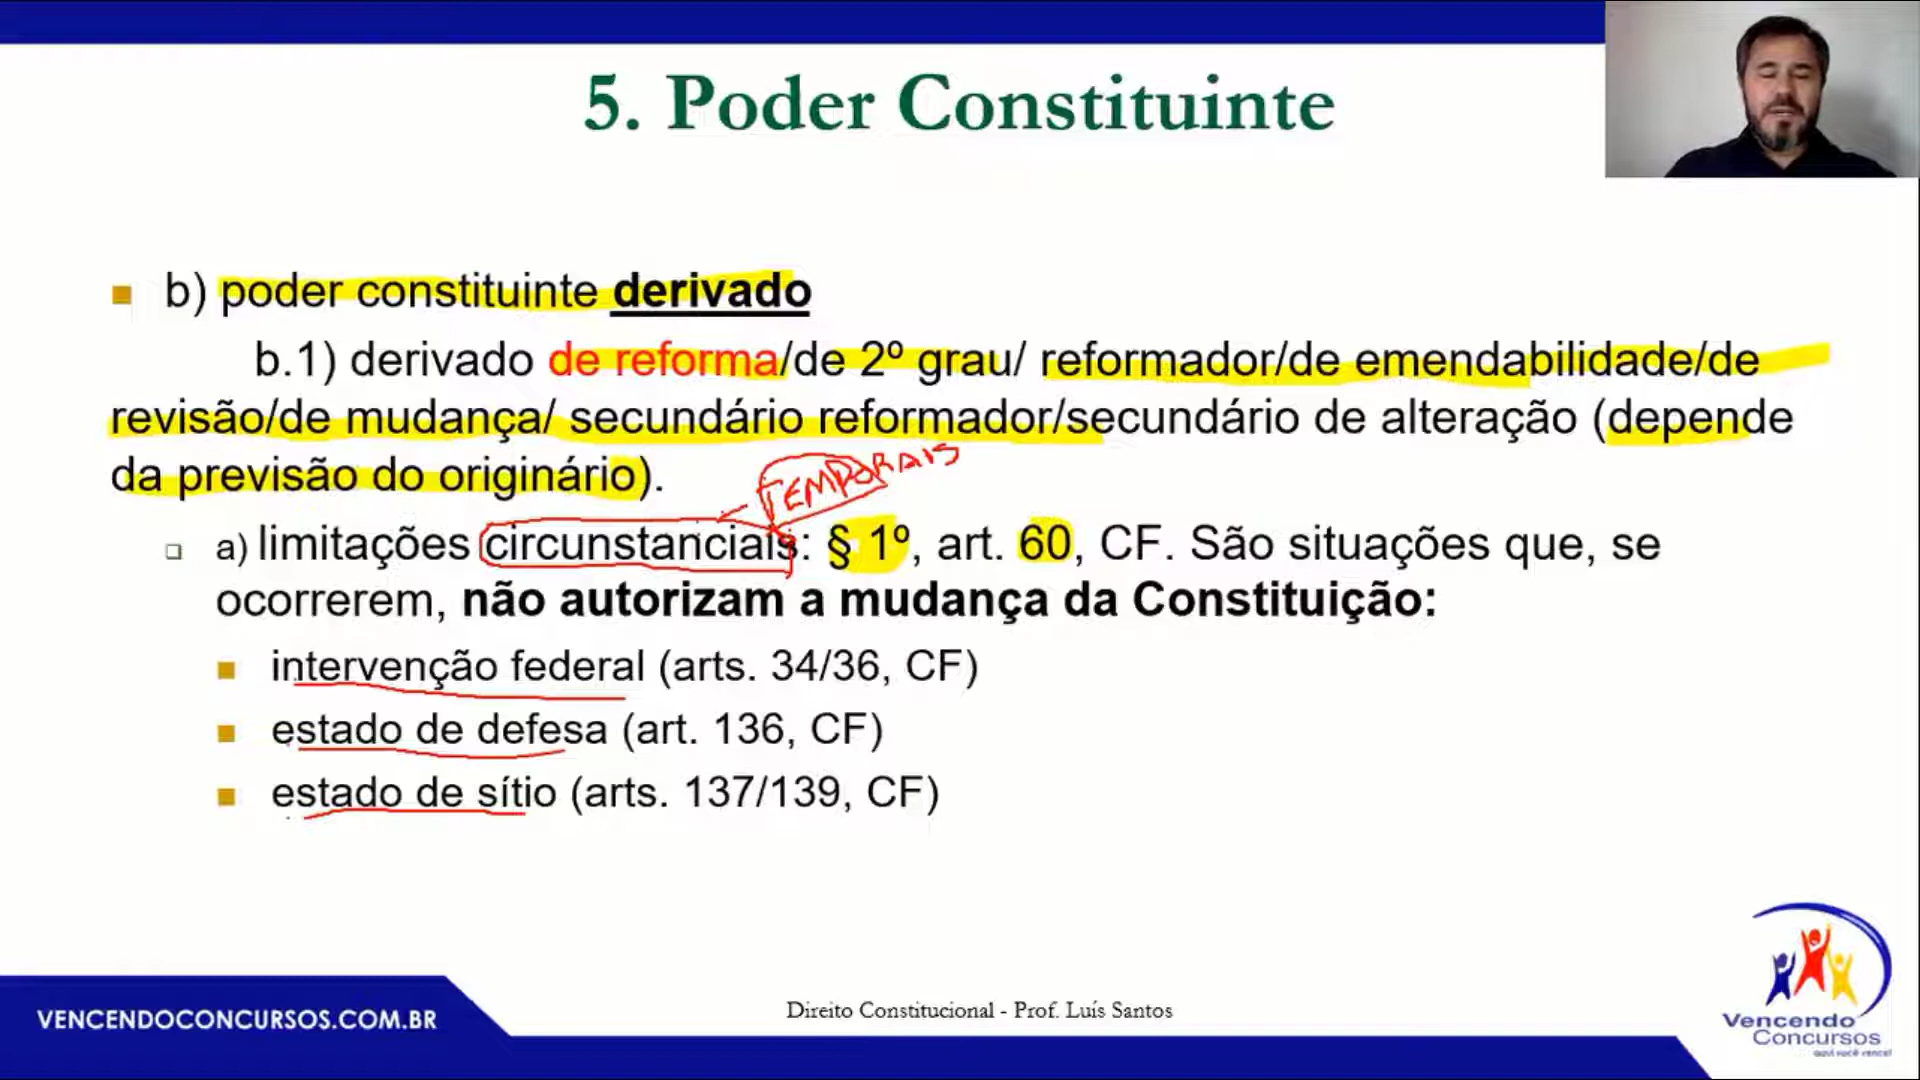 5. Poder Constituinte
b) poder constituinte derivado
b.1) derivado de reforma/de 2º grau/ reformador/de emendabilidade/de
revisão/de mudança/ secundário reformador/secundário de alteração (depende
da previsão do originário).
TEMPORAIS
a) limitações circunstanciais: § 1º, art. 60, CF. São situações que, se
ocorrerem, não autorizam a mudança da Constituição:
intervenção federal (arts. 34/36, CF)
estado de defesa (art. 136, CF)
estado de sítio (arts. 137/139, CF)
VENCENDOCONCURSOS.COM.BR
Direito Constitucional - Prof. Luís Santos
Vencendo
Concursos
aqui você vence!